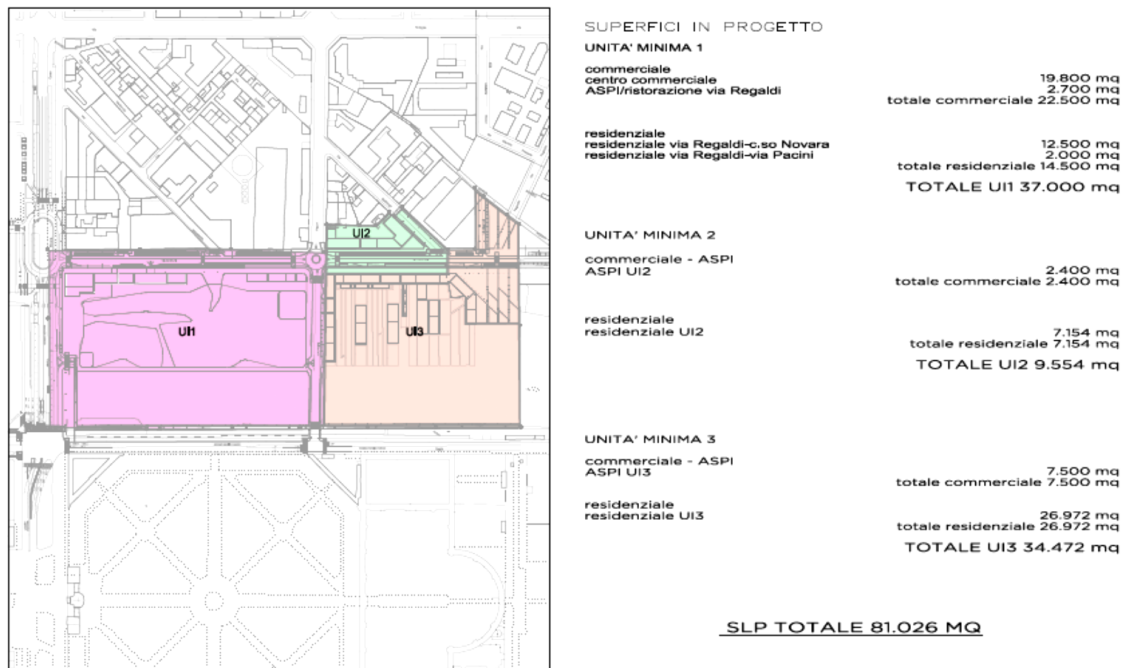 SUPERFICI IN PROGETTO
UNITA' MINIMA 1
commerciale
centro commerciale 19.800 mq
ASPI/ristorazione via Regaldi 2.700 mq
totale commerciale 22.500 mq
residenziale
residenziale via Regaldi-c.so Novara 12.500 mq
residenziale via Regaldi-via Pacini 2.000 mq
totale residenziale 14.500 mq
TOTALE UI1 37.000 mq
UNITA' MINIMA 2
commerciale - ASPI
ASPI UI2 2.400 mq
totale commerciale 2.400 mq
residenziale
residenziale UI2 7.154 mq
totale residenziale 7.154 mq
TOTALE UI2 9.554 mq
UNITA' MINIMA 3
commerciale - ASPI
ASPI UI3 7.500 mq
totale commerciale 7.500 mq
residenziale
residenziale UI3 26.972 mq
totale residenziale 26.972 mq
TOTALE UI3 34.472 mq
SLP TOTALE 81.026 MQ
UI2
UI1
UI3